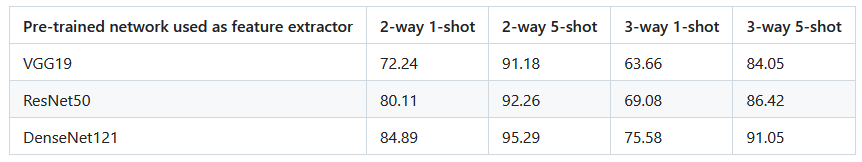 Pre-trained network used as feature extractor 2-way 1-shot 2-way 5-shot 3-way 1-shot 3-way 5-shot
VGG19 72.24 91.18 63.66 84.05
ResNet50 80.11 92.26 69.08 86.42
DenseNet121 84.89 95.29 75.58 91.05